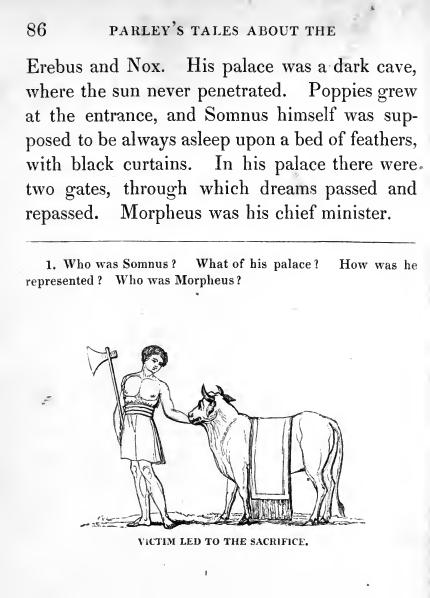 86 PARLEY'S TALES ABOUT THE
Erebus and Nox. His palace was a dark cave,
where the sun never penetrated. Poppies grew
at the entrance, and Somnus himself was sup-
posed to be always asleep upon a bed of feathers,
with black curtains. In his palace there were
two gates, through which dreams passed and
repassed. Morpheus was his chief minister.
1. Who was Somnus? What of his palace? How was he
represented? Who was Morpheus?
VICTIM LED TO THE SACRIFICE.